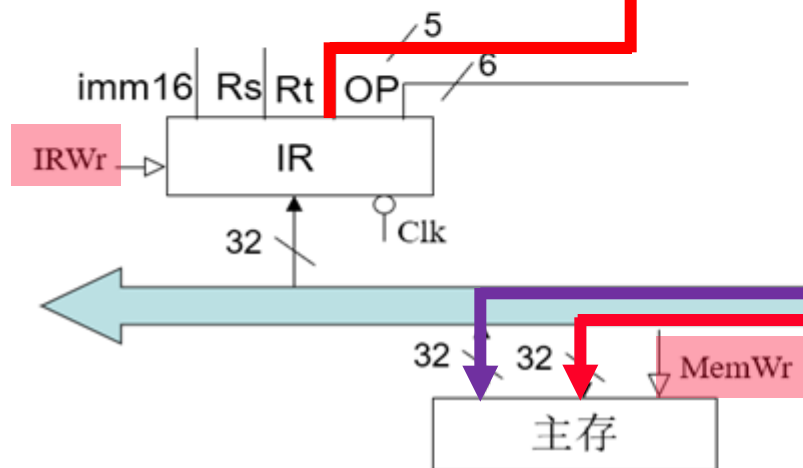 5
6
imm16 Rs Rt OP
IRWr
IR
32
Clk
32 32
MemWr
主存